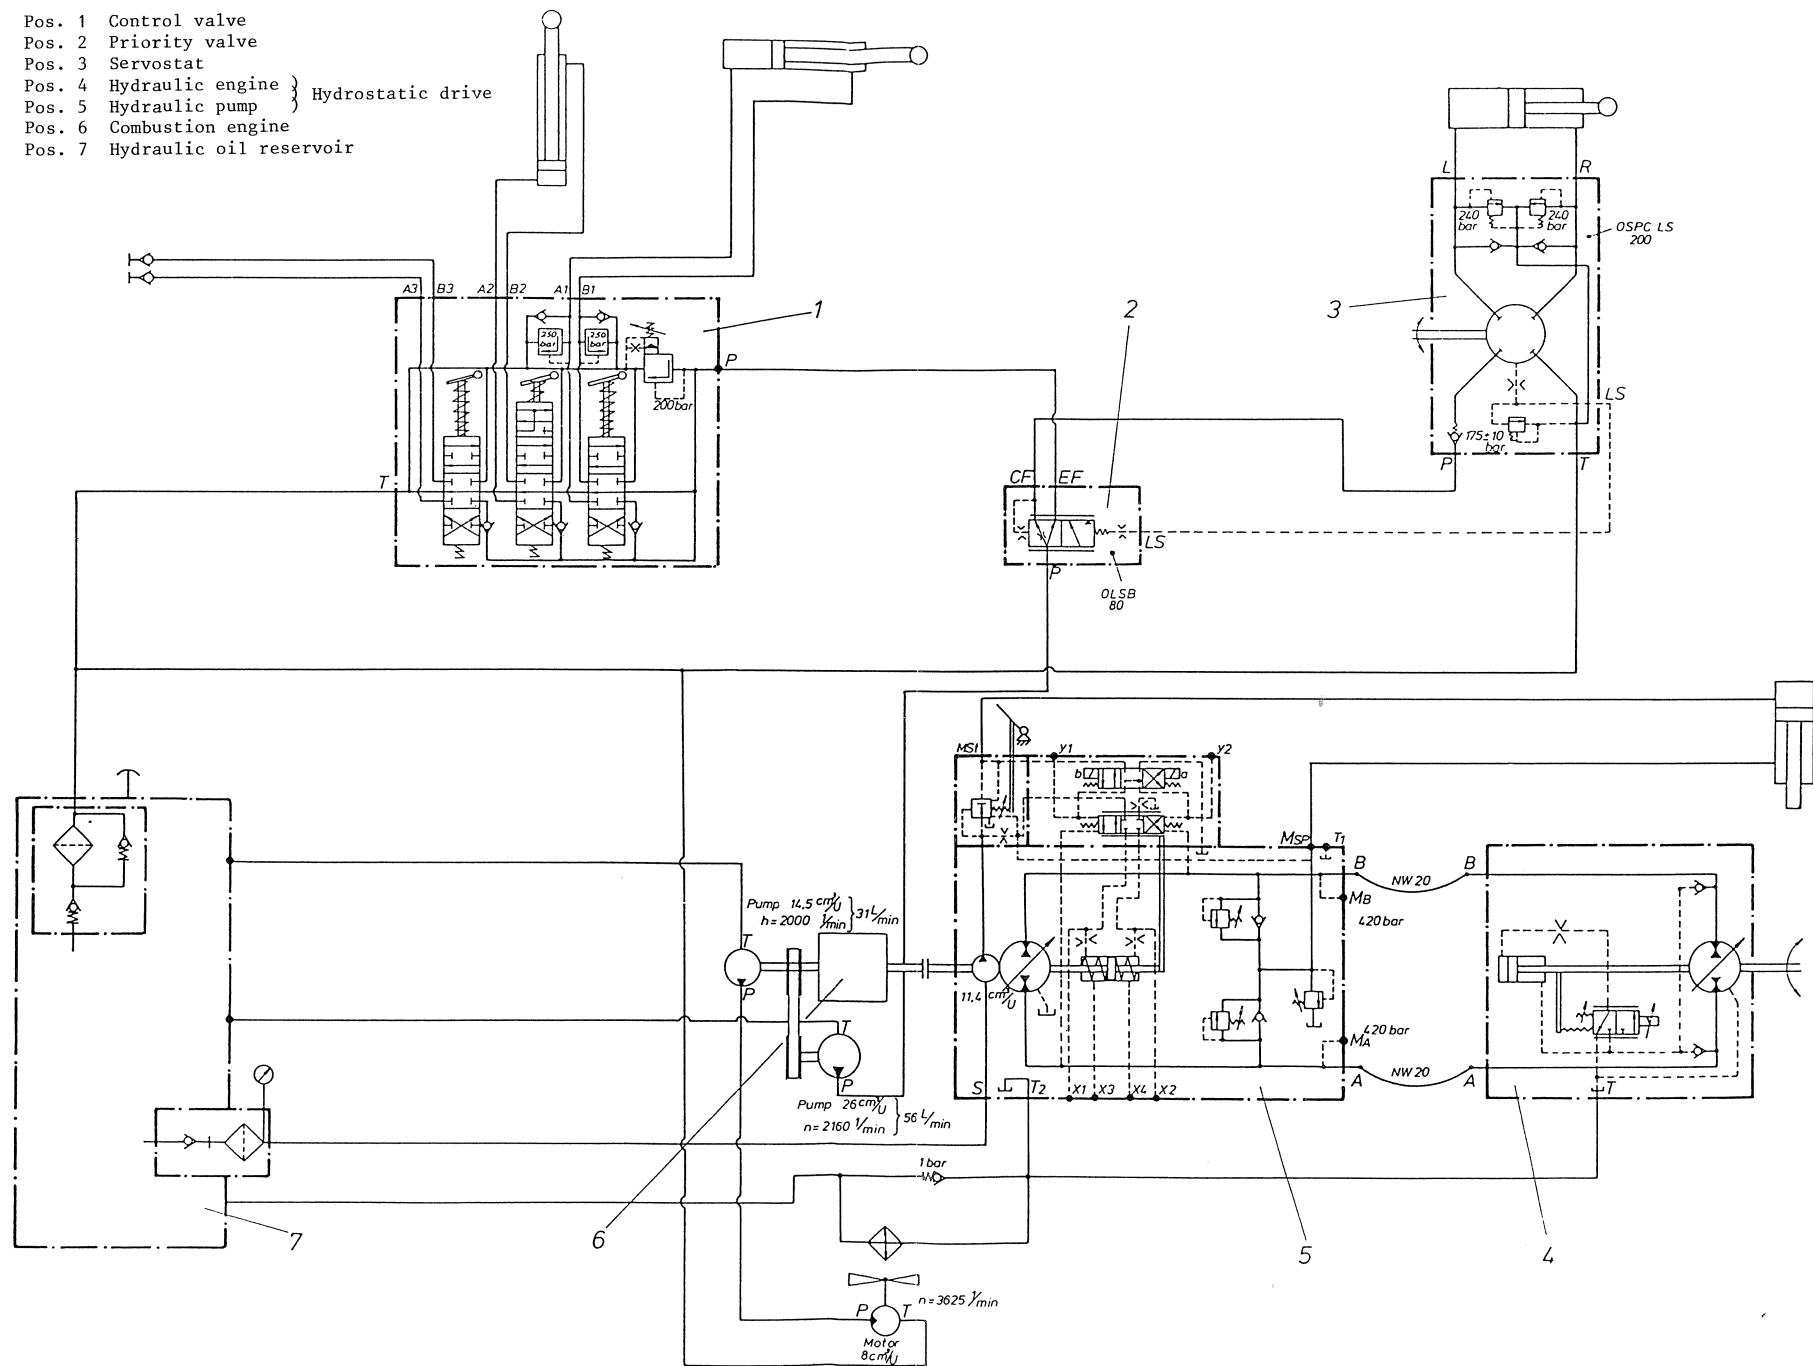 Pos. 1 Control valve
Pos. 2 Priority valve
Pos. 3 Servostat
Pos. 4 Hydraulic engine
Pos. 5 Hydraulic pump
} Hydrostatic drive
Pos. 6 Combustion engine
Pos. 7 Hydraulic oil reservoir
L R
240 bar
240 bar
OSPC LS
200
3
LS
175±10
bar
P T
A3 B3 A2 B2 A1 B1
1
250
bar
250
bar
P
200 bar
T
2
CF EF
LS
P
OLSB
80
MSt y1 y2
b a
MSP T1
B B
NW 20
MB
420 bar
Pump 14,5 cm³/U
h=2000 1/min
} 31 L/min
T
P
11.4 cm³/U
T
P
Pump 26 cm³/U
n=2160 1/min
} 56 L/min
420 bar
MA
A A
NW 20
S T2 X1 X3 X4 X2
T
1 bar
7
6
5
4
n=3625 1/min
P T
Motor
8cm³/U